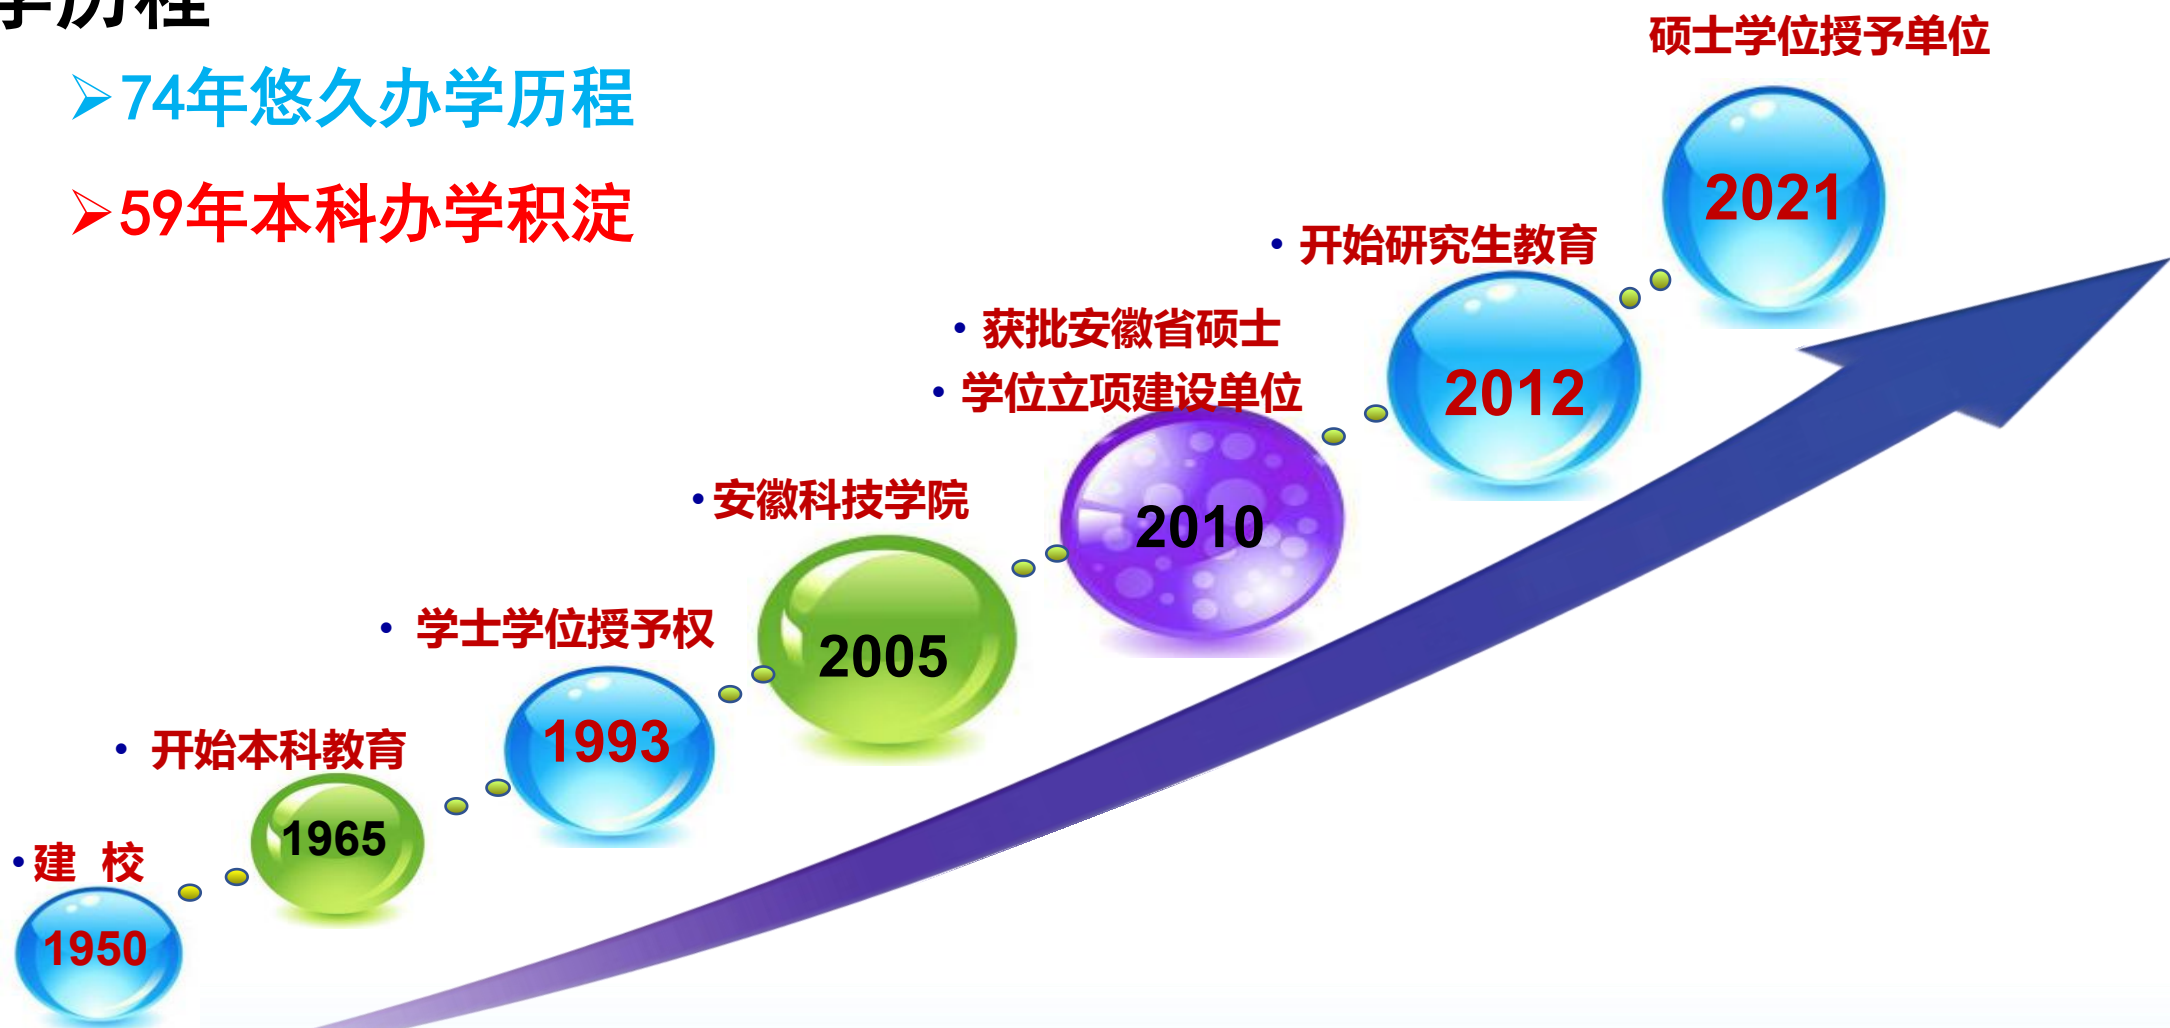 学历程
74年悠久办学历程
59年本科办学积淀
硕士学位授予单位
2021
开始研究生教育
2012
获批安徽省硕士
学位立项建设单位
2010
安徽科技学院
2005
学士学位授予权
1993
开始本科教育
1965
建 校
1950